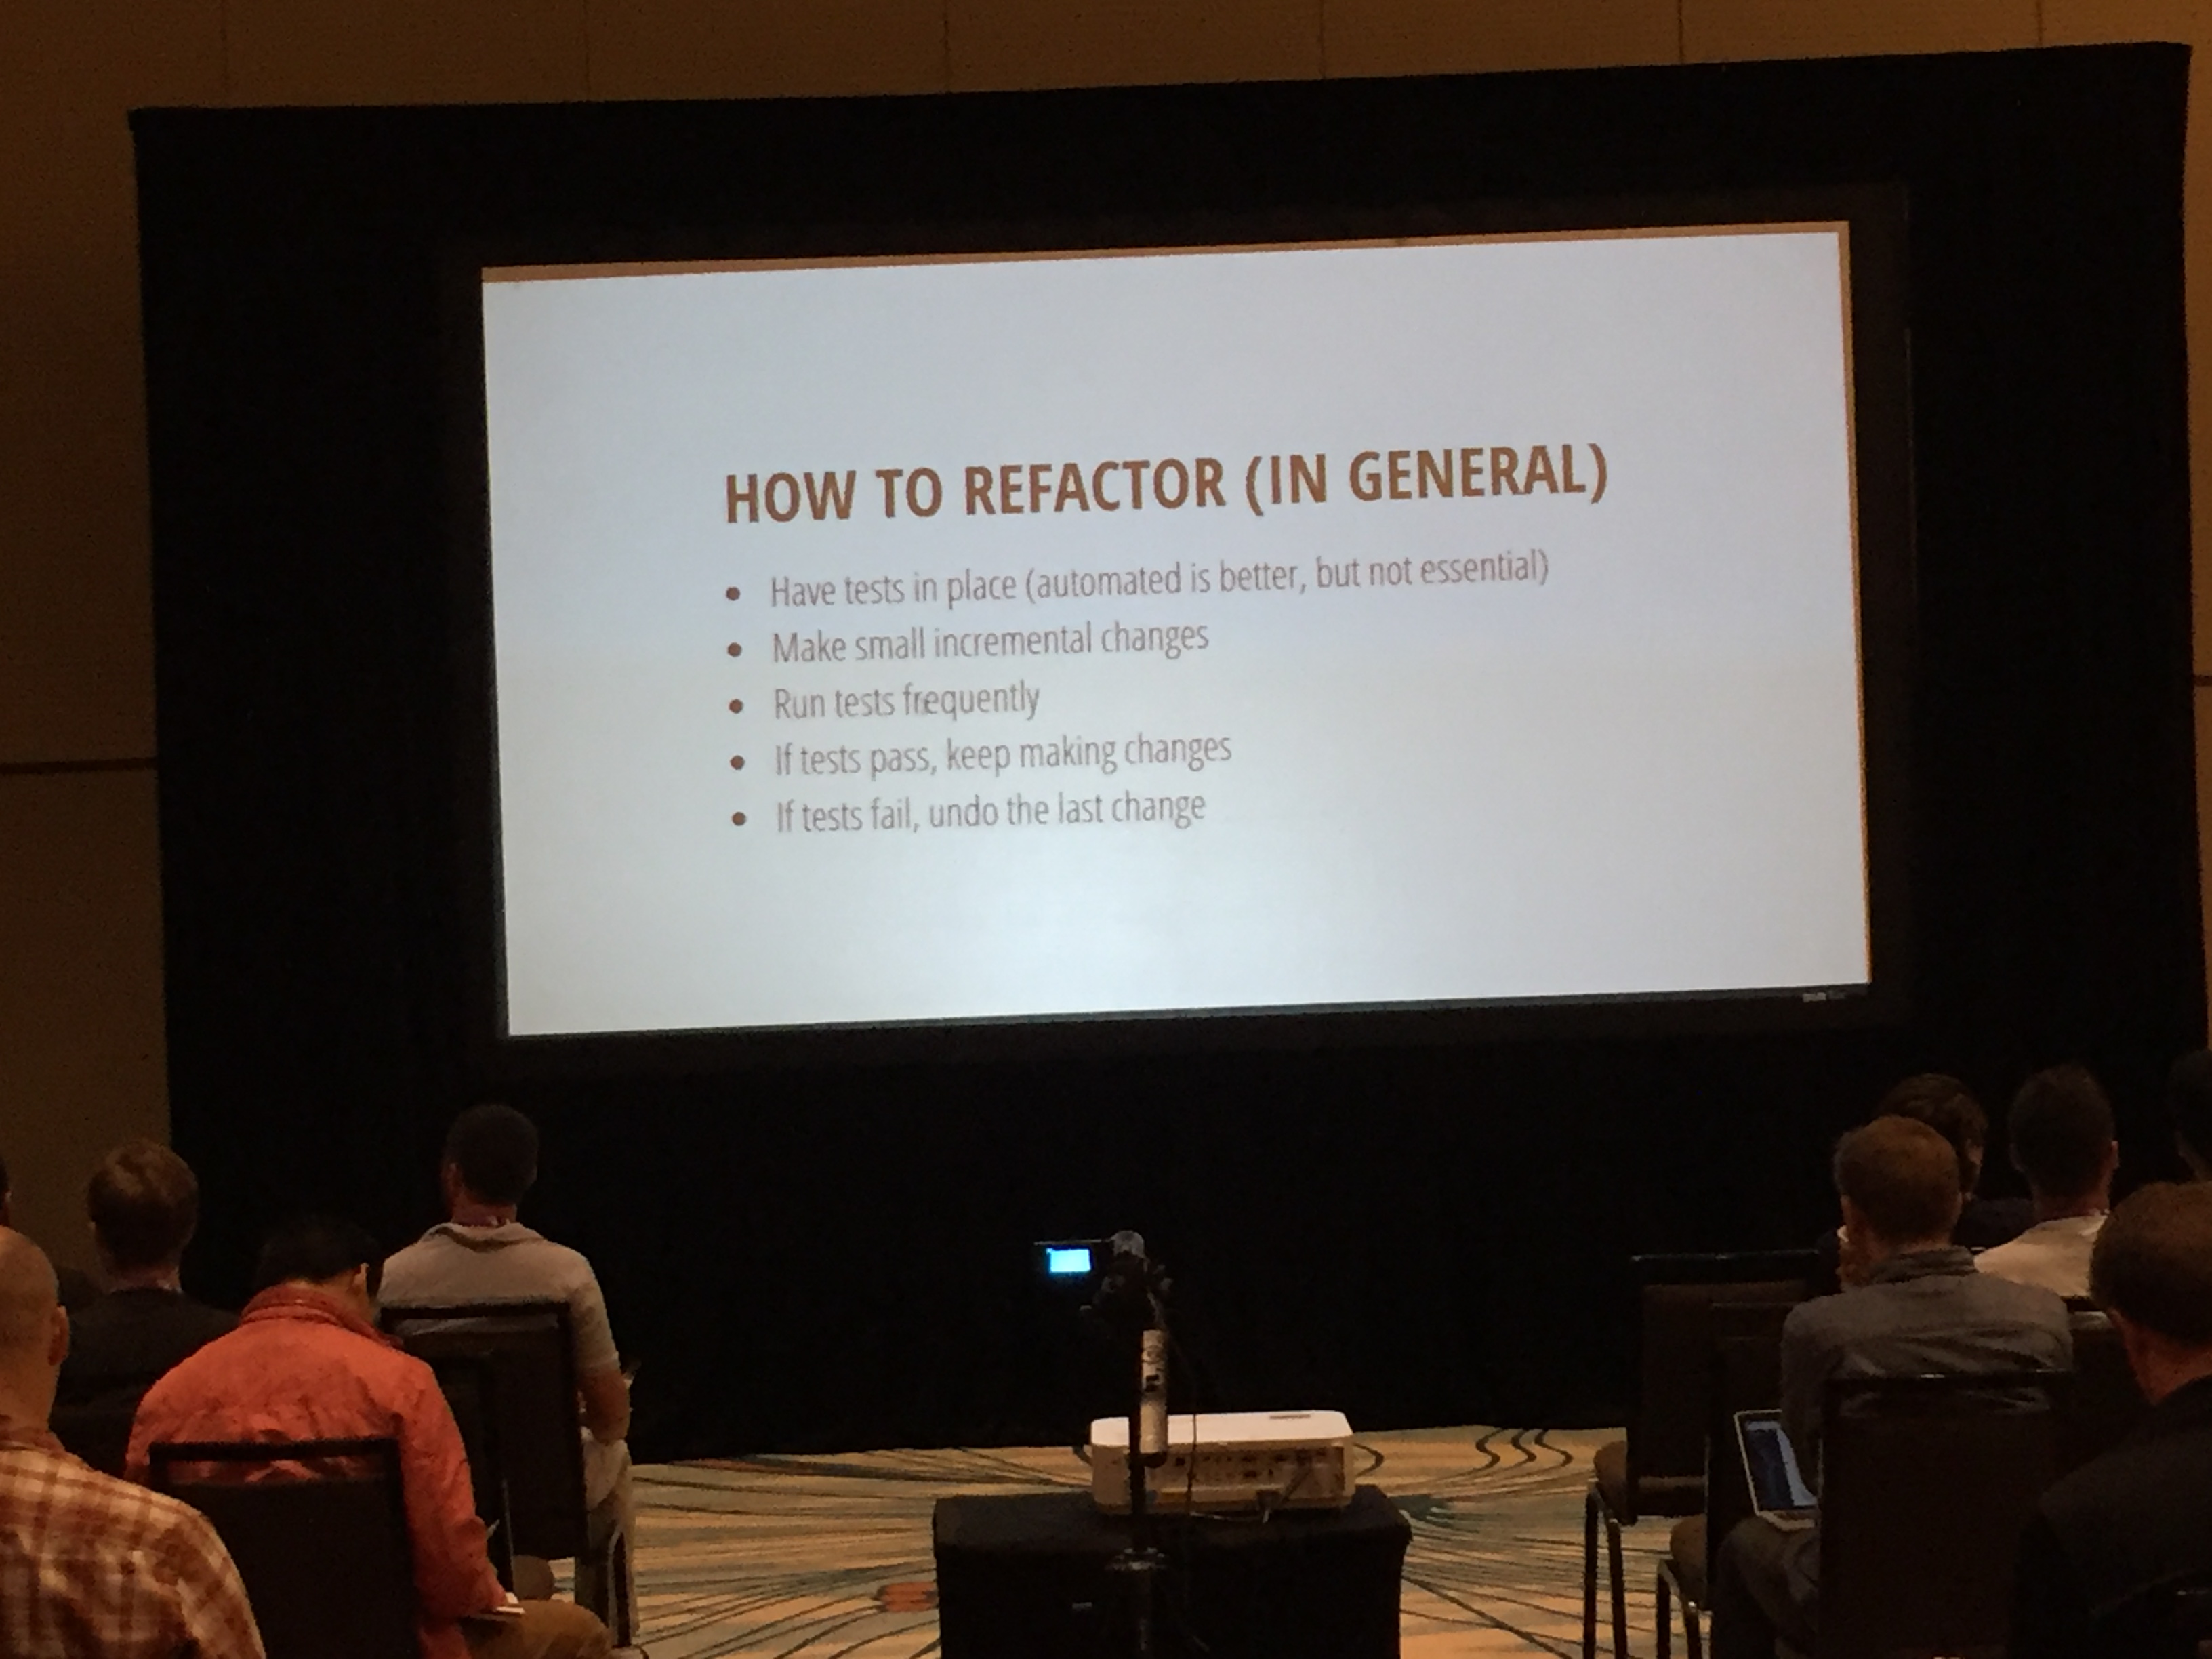 HOW TO REFACTOR (IN GENERAL)
• Have tests in place (automated is better, but not essential)
• Make small incremental changes
• Run tests frequently
• If tests pass, keep making changes
• If tests fail, undo the last change